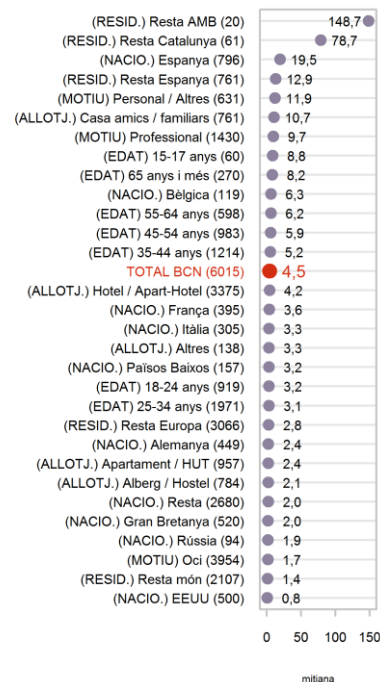 (RESID.) Resta AMB (20) 148,7
(RESID.) Resta Catalunya (61) 78,7
(NACIO.) Espanya (796) 19,5
(RESID.) Resta Espanya (761) 12,9
(MOTIU) Personal / Altres (631) 11,9
(ALLOTJ.) Casa amics / familiars (761) 10,7
(MOTIU) Professional (1430) 9,7
(EDAT) 15-17 anys (60) 8,8
(EDAT) 65 anys i més (270) 8,2
(NACIO.) Bèlgica (119) 6,3
(EDAT) 55-64 anys (598) 6,2
(EDAT) 45-54 anys (983) 5,9
(EDAT) 35-44 anys (1214) 5,2
TOTAL BCN (6015) 4,5
(ALLOTJ.) Hotel / Apart-Hotel (3375) 4,2
(NACIO.) França (395) 3,6
(NACIO.) Itàlia (305) 3,3
(ALLOTJ.) Altres (138) 3,3
(NACIO.) Països Baixos (157) 3,2
(EDAT) 18-24 anys (919) 3,2
(EDAT) 25-34 anys (1971) 3,1
(RESID.) Resta Europa (3066) 2,8
(NACIO.) Alemanya (449) 2,4
(ALLOTJ.) Apartament / HUT (957) 2,4
(ALLOTJ.) Alberg / Hostel (784) 2,1
(NACIO.) Resta (2680) 2,0
(NACIO.) Gran Bretanya (520) 2,0
(NACIO.) Rússia (94) 1,9
(MOTIU) Oci (3954) 1,7
(RESID.) Resta món (2107) 1,4
(NACIO.) EEUU (500) 0,8
0 50 100 150
mitjana